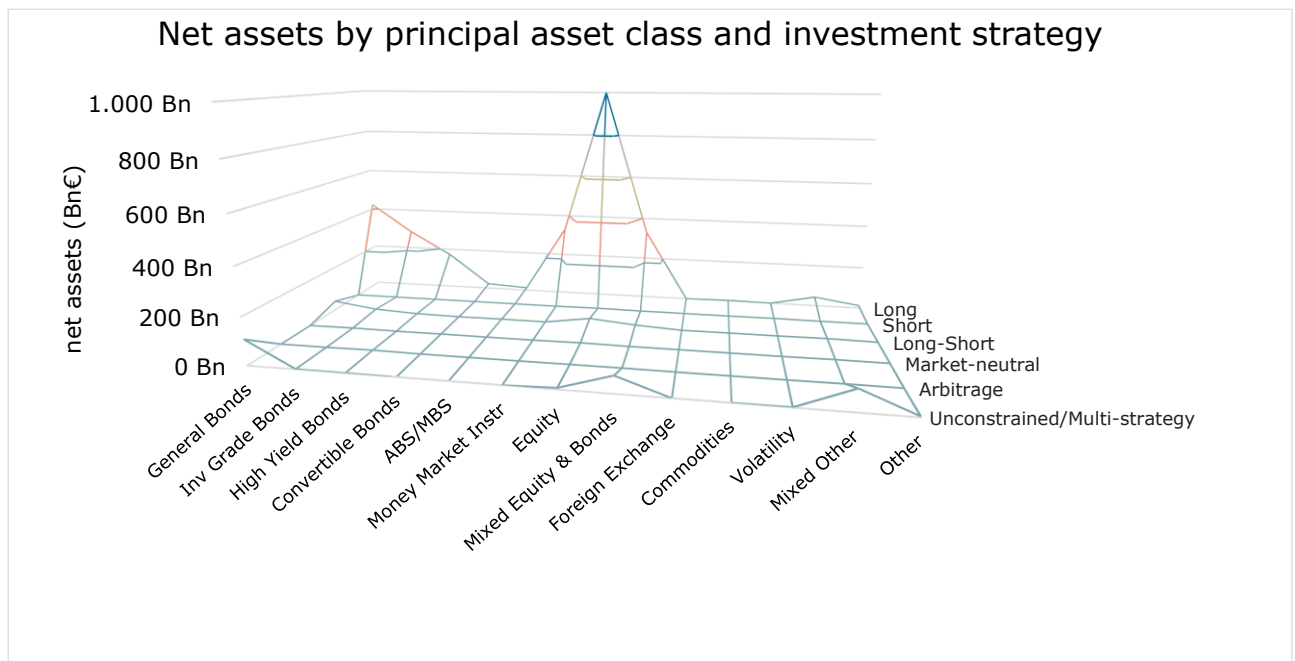 Net assets by principal asset class and investment strategy
1.000 Bn
800 Bn
600 Bn
400 Bn
200 Bn
0 Bn
net assets (Bn€)
General Bonds
Inv Grade Bonds
High Yield Bonds
Convertible Bonds
ABS/MBS
Money Market Instr
Equity
Mixed Equity & Bonds
Foreign Exchange
Commodities
Volatility
Mixed Other
Other
Long
Short
Long-Short
Market-neutral
Arbitrage
Unconstrained/Multi-strategy